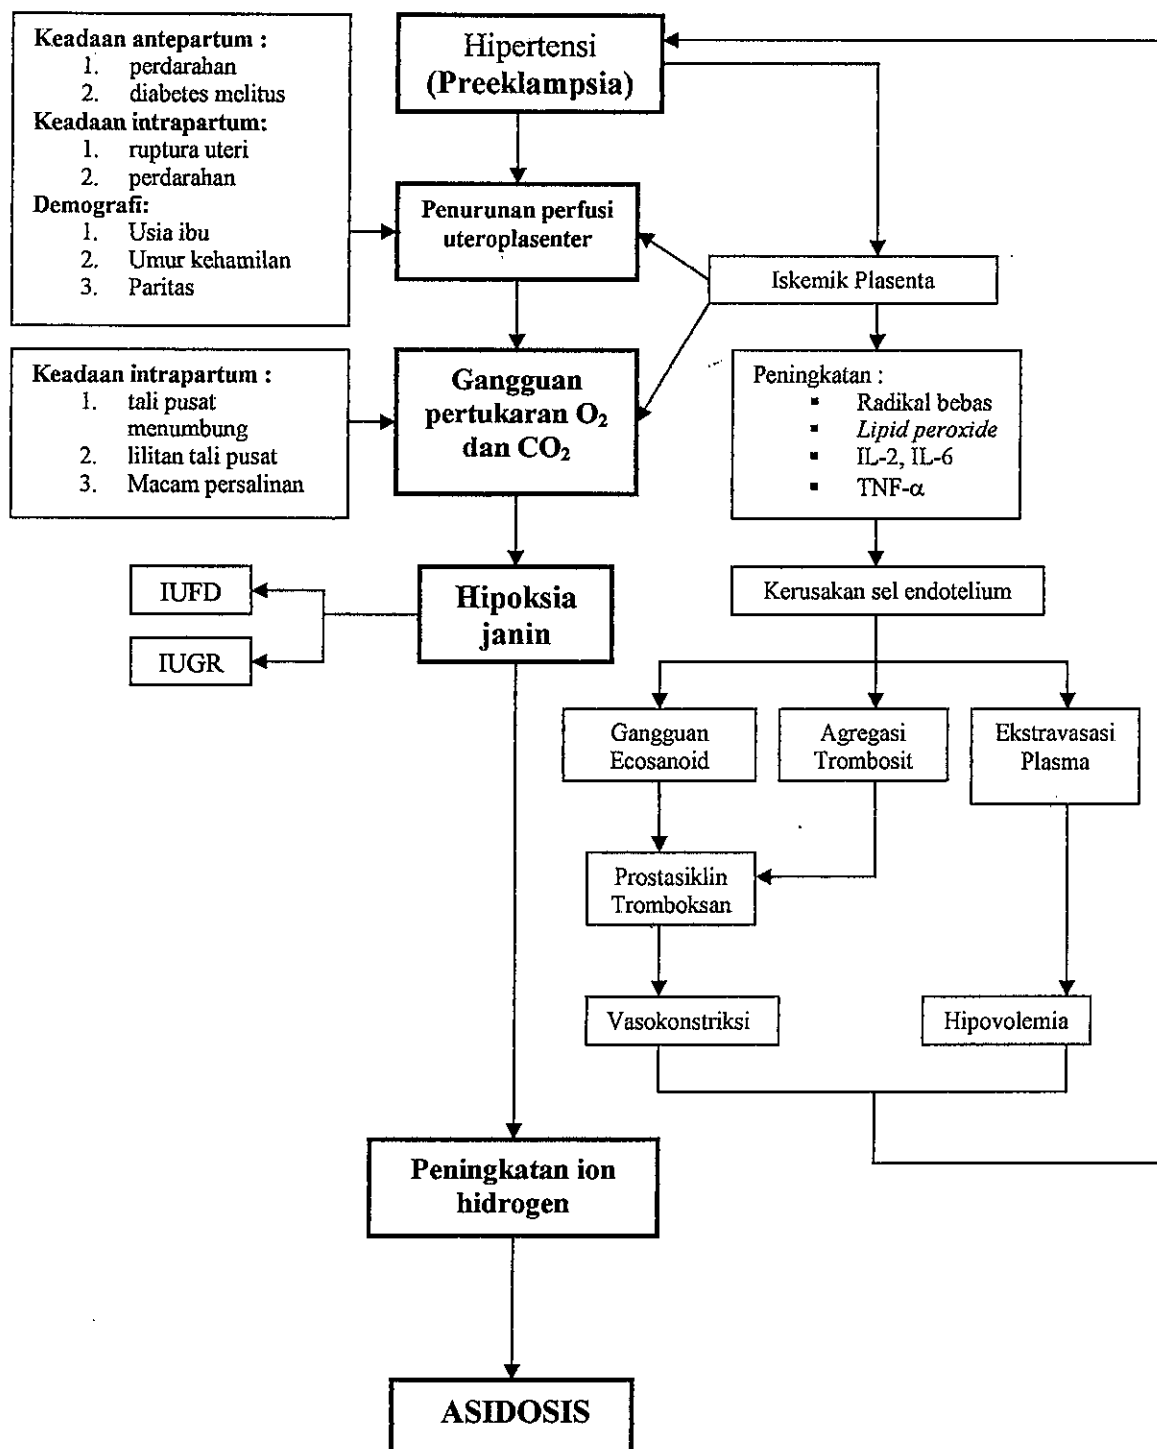 Keadaan antepartum :
1. perdarahan
2. diabetes melitus
Keadaan intrapartum:
1. ruptura uteri
2. perdarahan
Demografi:
1. Usia ibu
2. Umur kehamilan
3. Paritas
Hipertensi
(Preeklampsia)
Penurunan perfusi
uteroplasenter
Iskemik Plasenta
Keadaan intrapartum :
1. tali pusat
menumbung
2. lilitan tali pusat
3. Macam persalinan
Gangguan
pertukaran O₂
dan CO₂
Peningkatan :
▪ Radikal bebas
▪ Lipid peroxide
▪ IL-2, IL-6
▪ TNF-α
IUFD
IUGR
Hipoksia
janin
Kerusakan sel endotelium
Gangguan
Ecosanoid
Agregasi
Trombosit
Ekstravasasi
Plasma
Prostasiklin
Tromboksan
Vasokonstriksi
Hipovolemia
Peningkatan ion
hidrogen
ASIDOSIS